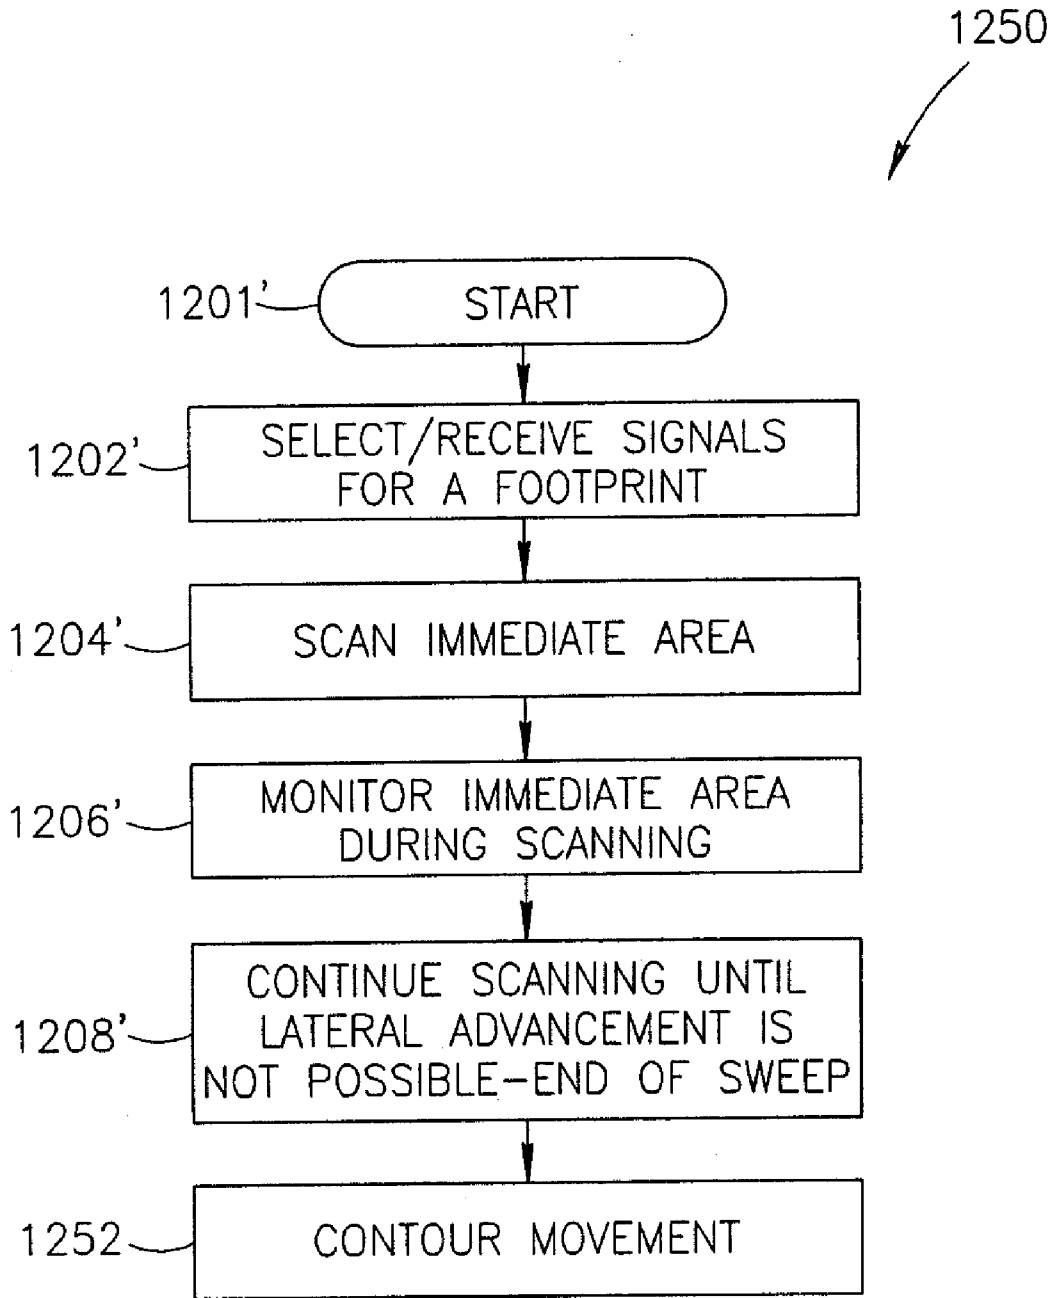 1250
1201'
START
1202'
SELECT/RECEIVE SIGNALS
FOR A FOOTPRINT
1204'
SCAN IMMEDIATE AREA
1206'
MONITOR IMMEDIATE AREA
DURING SCANNING
1208'
CONTINUE SCANNING UNTIL
LATERAL ADVANCEMENT IS
NOT POSSIBLE-END OF SWEEP
1252
CONTOUR MOVEMENT